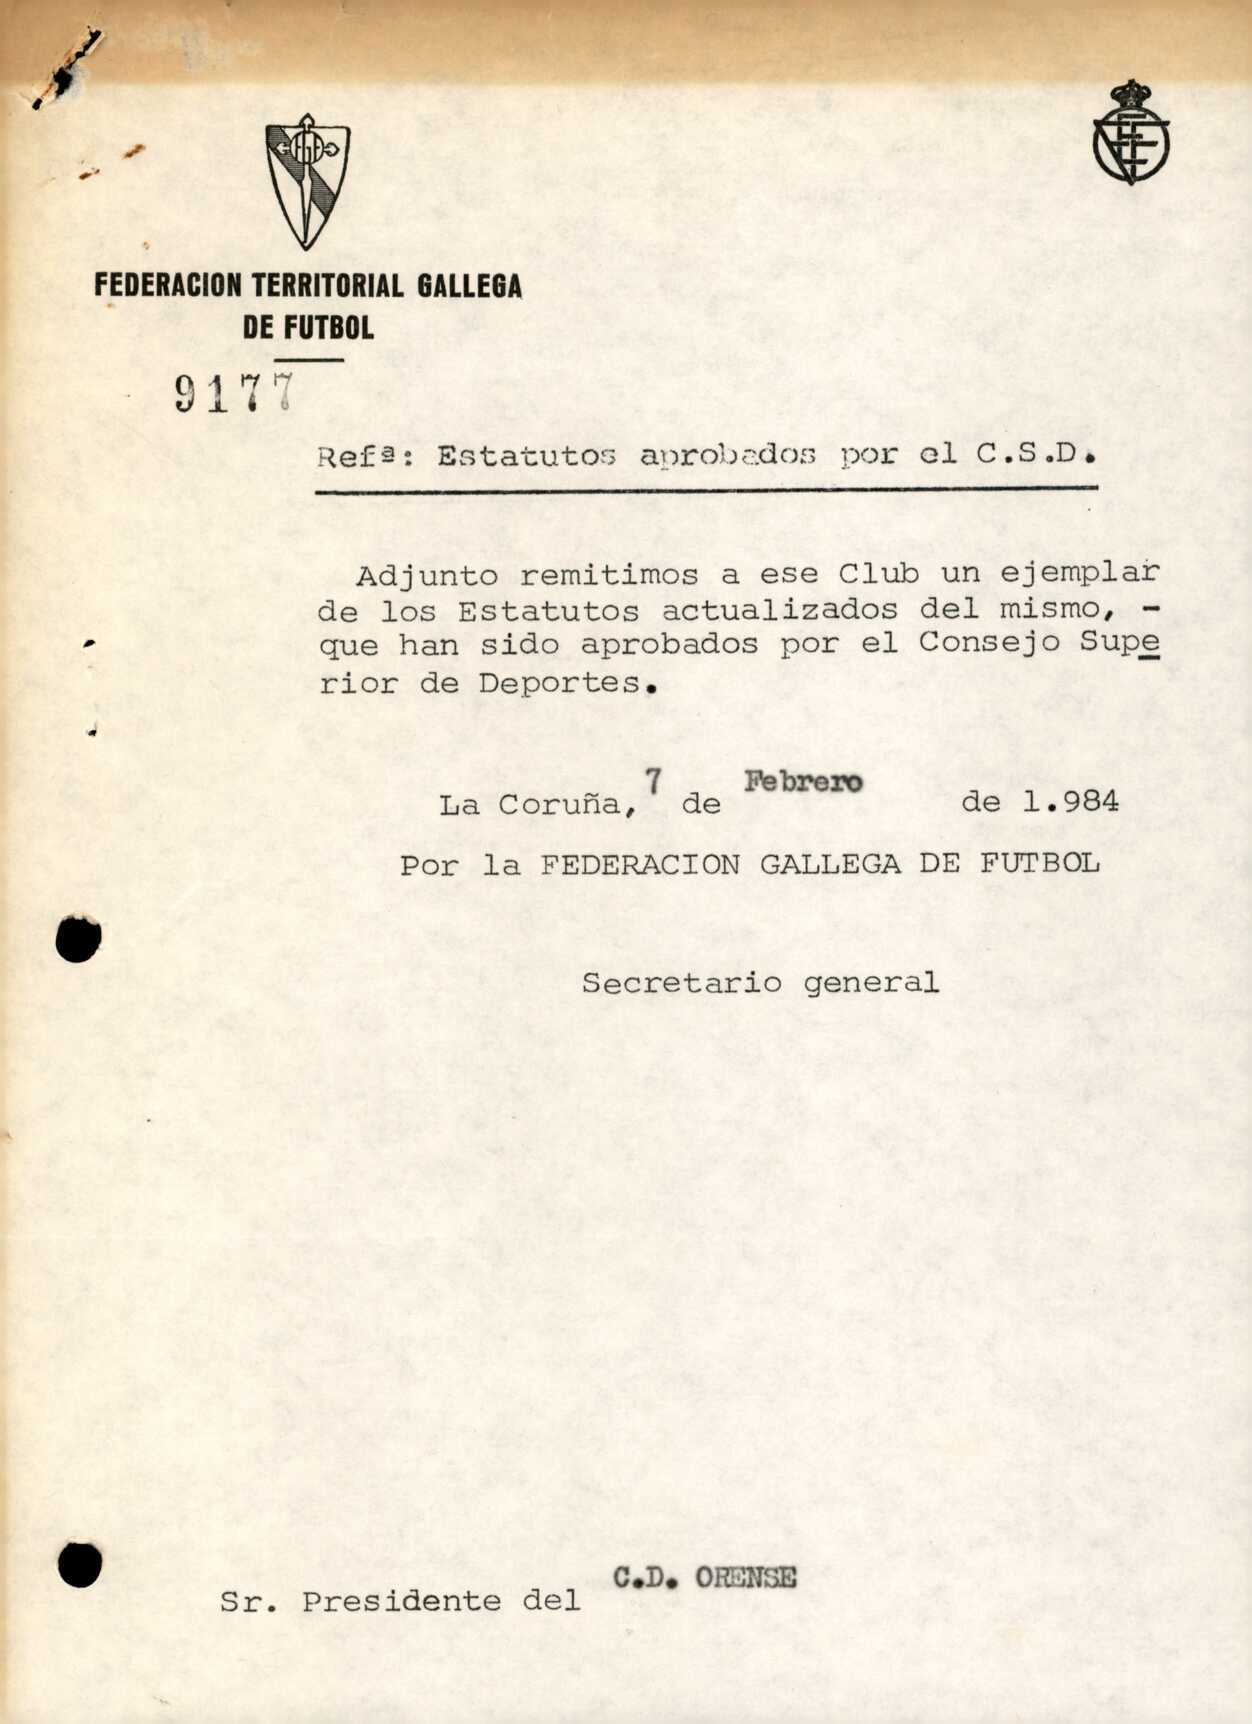 FEDERACION TERRITORIAL GALLEGA
DE FUTBOL
9177
Refª: Estatutos aprobados por el C.S.D.
Adjunto remitimos a ese Club un ejemplar
de los Estatutos actualizados del mismo, -
que han sido aprobados por el Consejo Supe
rior de Deportes.
La Coruña, 7 de Febrero de 1.984
Por la FEDERACION GALLEGA DE FUTBOL
Secretario general
Sr. Presidente del C.D. ORENSE